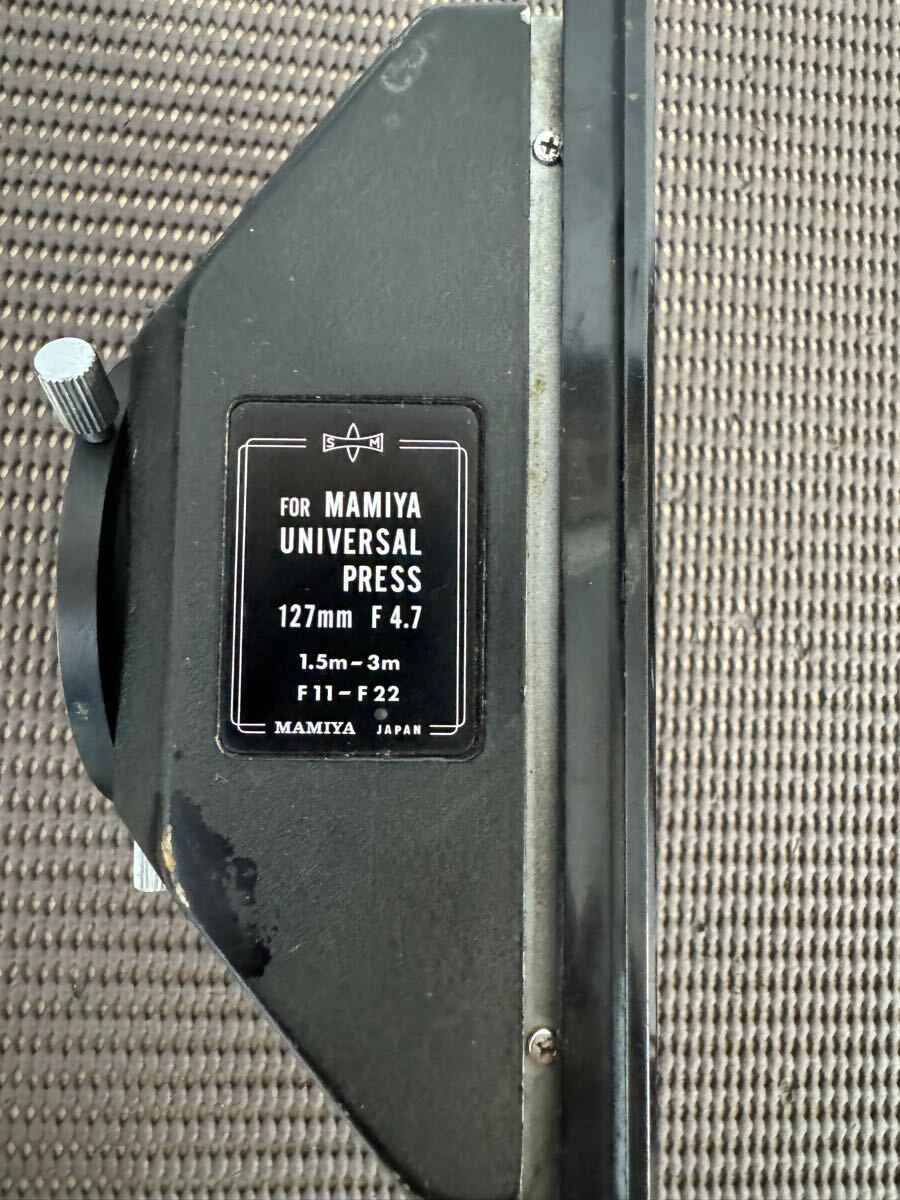 S M
FOR MAMIYA
UNIVERSAL
PRESS
127mm F 4.7
1.5m-3m
F11-F22
MAMIYA JAPAN